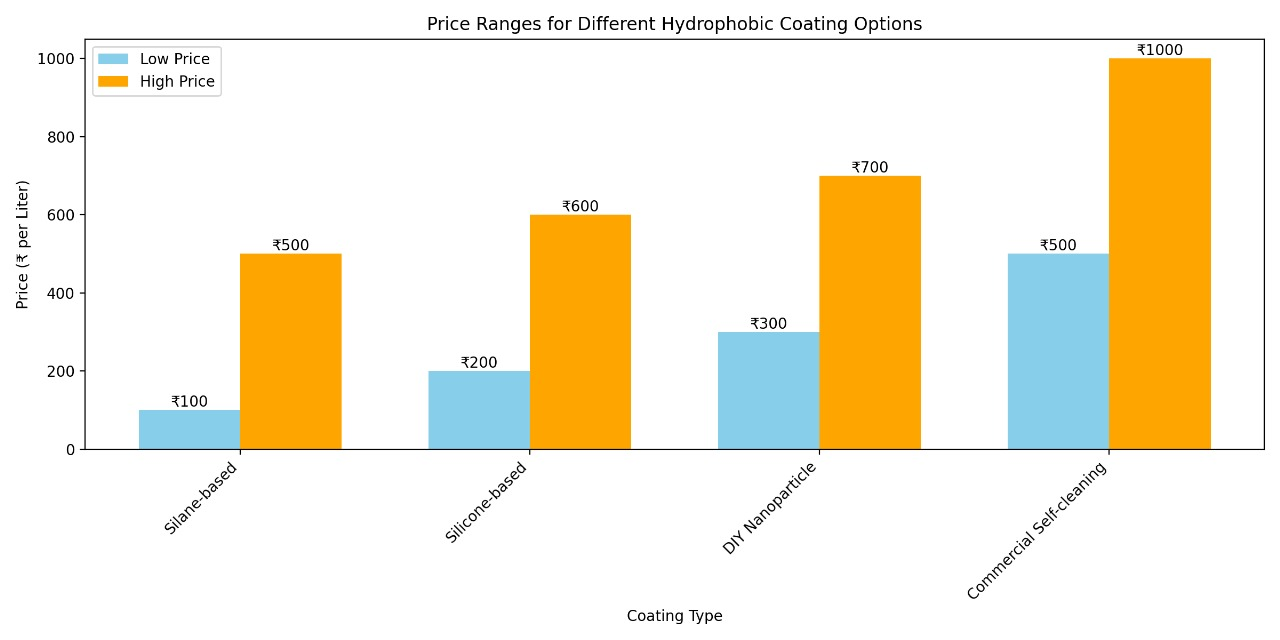 Price Ranges for Different Hydrophobic Coating Options
Low Price
High Price
Price (₹ per Liter)
1000
800
600
400
200
0
₹100
₹500
₹200
₹600
₹300
₹700
₹500
₹1000
Silane-based
Silicone-based
DIY Nanoparticle
Commercial Self-cleaning
Coating Type